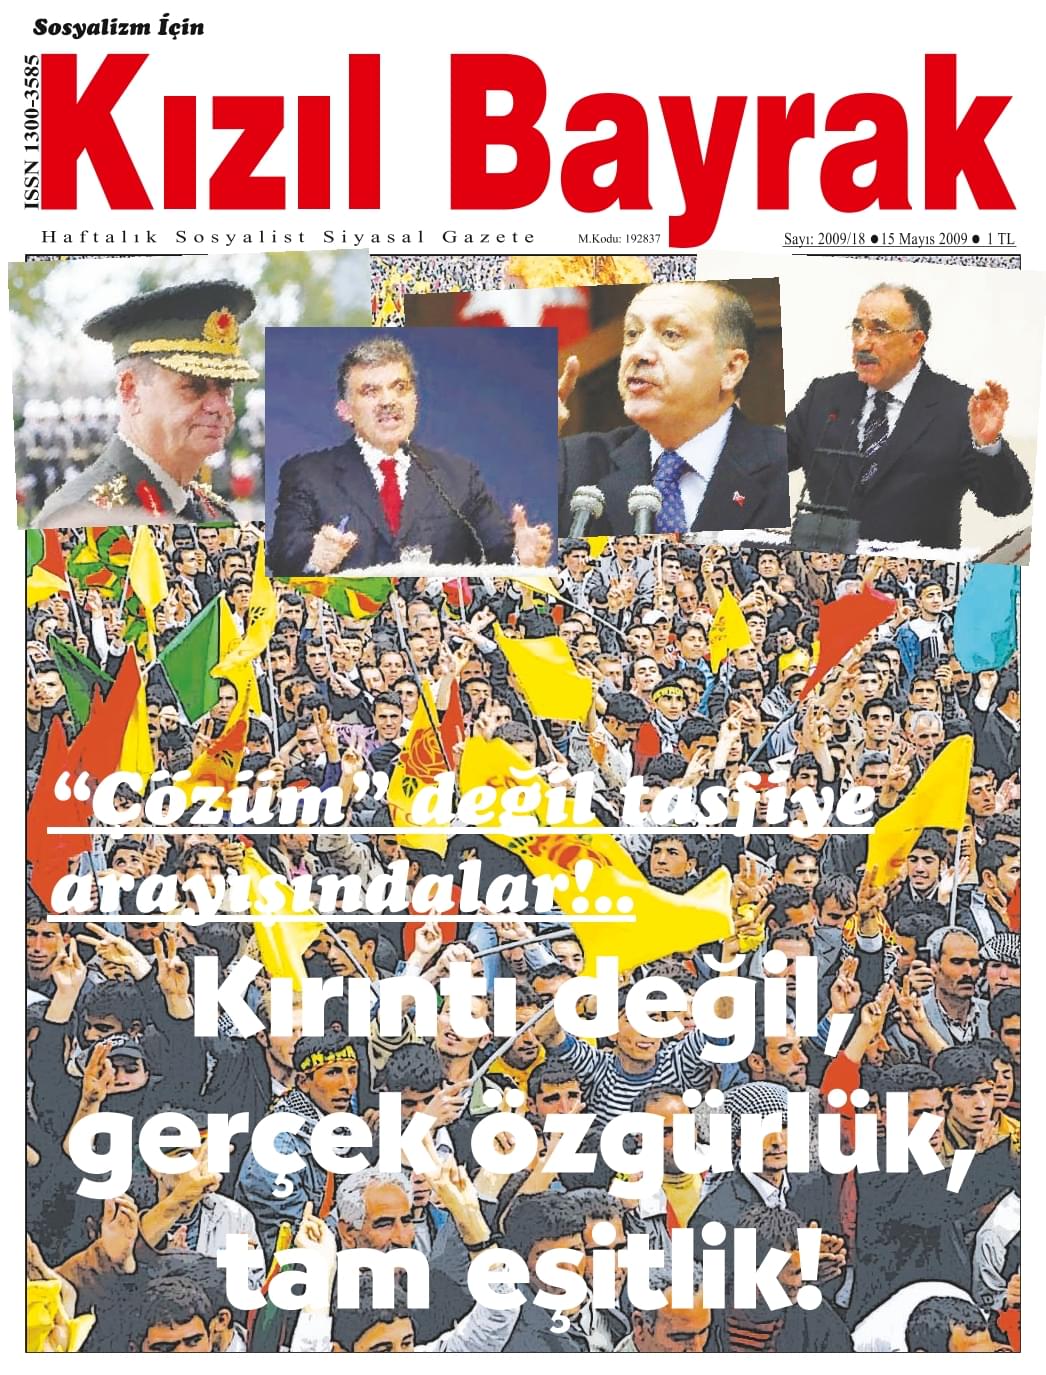 Sosyalizm İçin
ISSN 1300-3585
Kızıl Bayrak
Haftalık Sosyalist Siyasal Gazete M.Kodu: 192837 Sayı: 2009/18 ● 15 Mayıs 2009 ● 1 TL
“Çözüm” değil tasfiye
arayışındalar!..
Kırıntı değil,
gerçek özgürlük,
tam eşitlik!